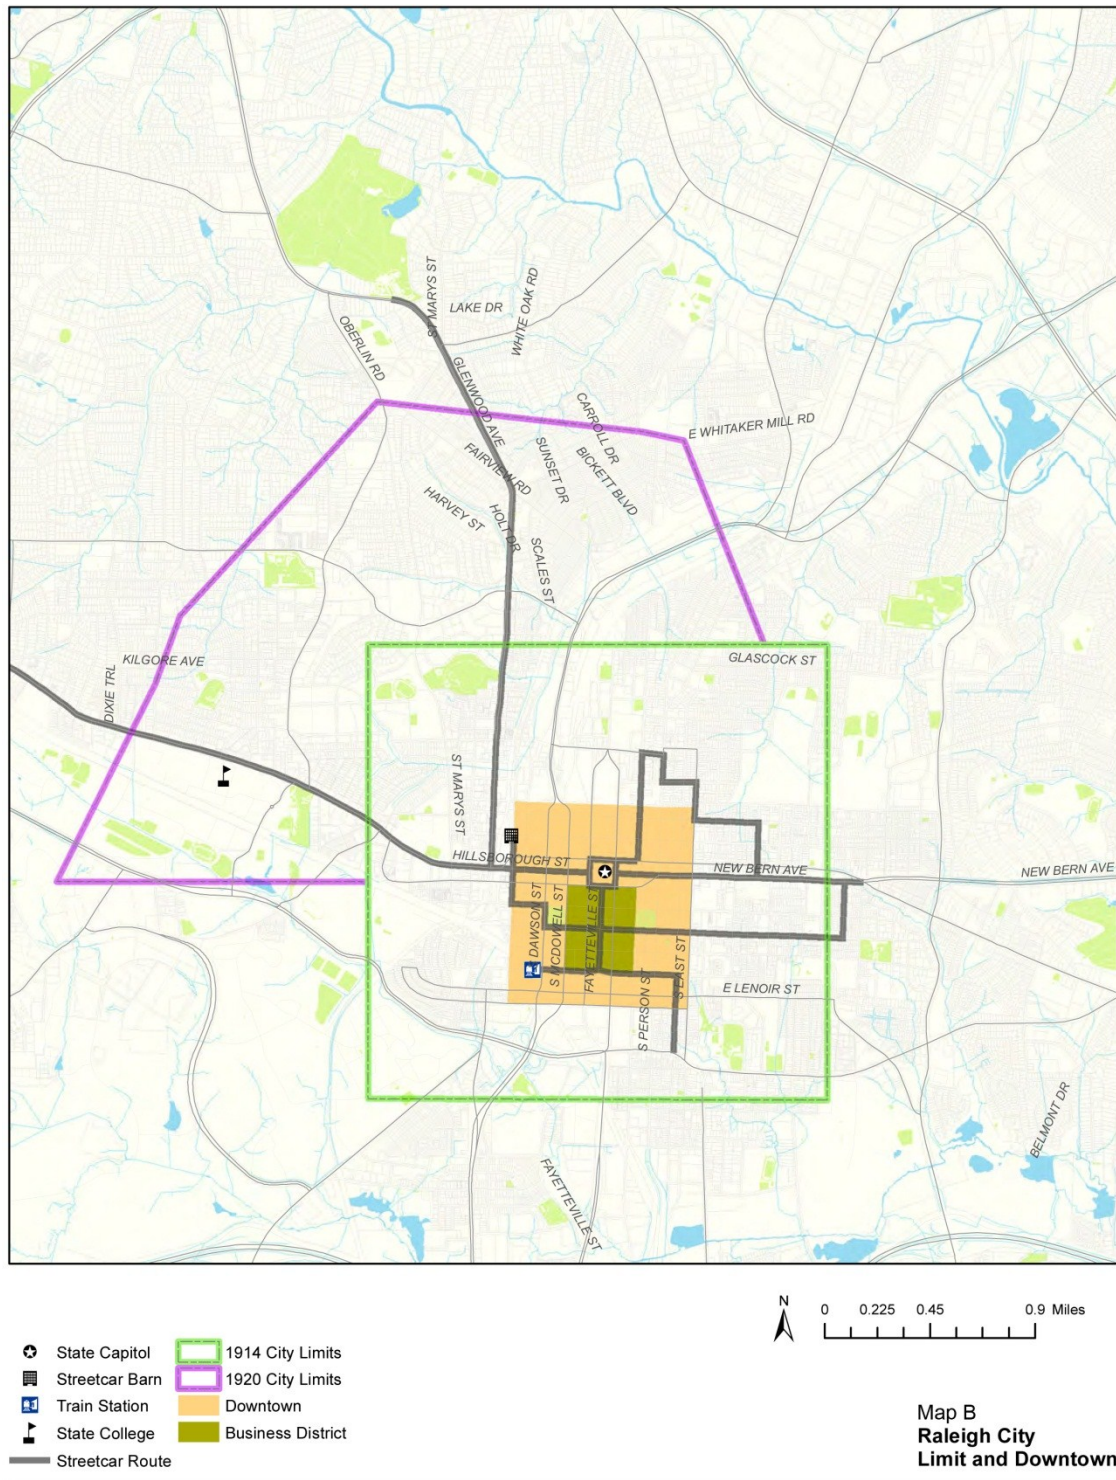 ST MARYS ST
LAKE DR
WHITE OAK RD
OBERLIN RD
GLENWOOD AVE
CARROLL DR
E WHITAKER MILL RD
FAIRVIEW RD
SUNSET DR
BICKETT BLVD
HARVEY ST
HOLT DR
SCALES ST
KILGORE AVE
GLASCOCK ST
DIXIE TRL
ST MARYS ST
HILLSBOROUGH ST
NEW BERN AVE
NEW BERN AVE
DAWSON ST
S MCDOWELL ST
FAYETTEVILLE ST
S EAST ST
S PERSON ST
E LENOIR ST
BELMONT DR
FAYETTEVILLE ST
N
0 0.225 0.45 0.9 Miles
State Capitol
1914 City Limits
Streetcar Barn
1920 City Limits
Train Station
Downtown
State College
Business District
Streetcar Route
Map B
Raleigh City
Limit and Downtown